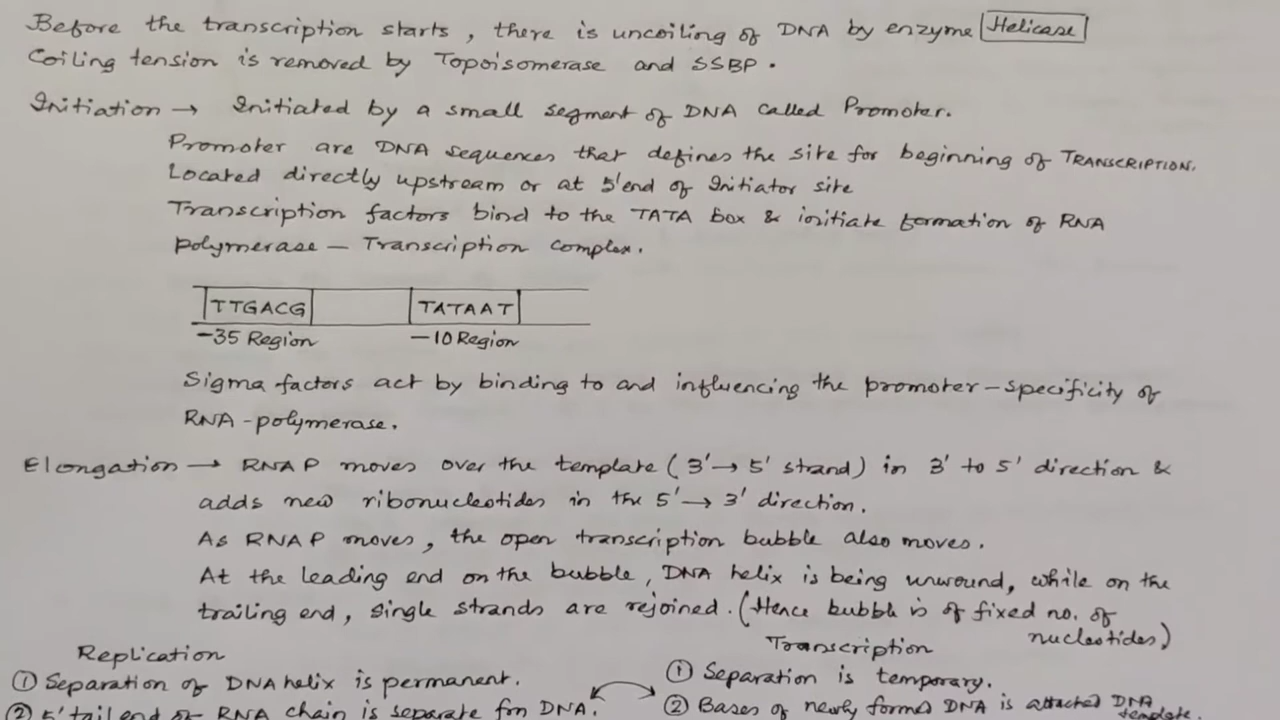 Before the transcription starts, there is uncoiling of DNA by enzyme Helicase
Coiling tension is removed by Topoisomerase and SSBP.
Initiation → Initiated by a small segment of DNA called Promoter.
Promoter are DNA sequences that defines the site for beginning of TRANSCRIPTION.
Located directly upstream or at 5' end of Initiator site
Transcription factors bind to the TATA box & initiate formation of RNA
polymerase – Transcription complex.
TTGACG TATAAT
-35 Region -10 Region
Sigma factors act by binding to and influencing the promoter-specificity of
RNA-polymerase.
Elongation → RNAP moves over the template (3' → 5' strand) in 3' to 5' direction &
adds new ribonucleotides in the 5' → 3' direction.
As RNAP moves, the open transcription bubble also moves.
At the leading end on the bubble, DNA helix is being unwound, while on the
trailing end, single strands are rejoined. (Hence bubble is of fixed no. of
nucleotides)
Replication
① Separation of DNA helix is permanent.
② 5' tail end of RNA chain is separate frm DNA.
Transcription
① Separation is temporary.
② Bases of newly formed DNA is attached DNA
template.